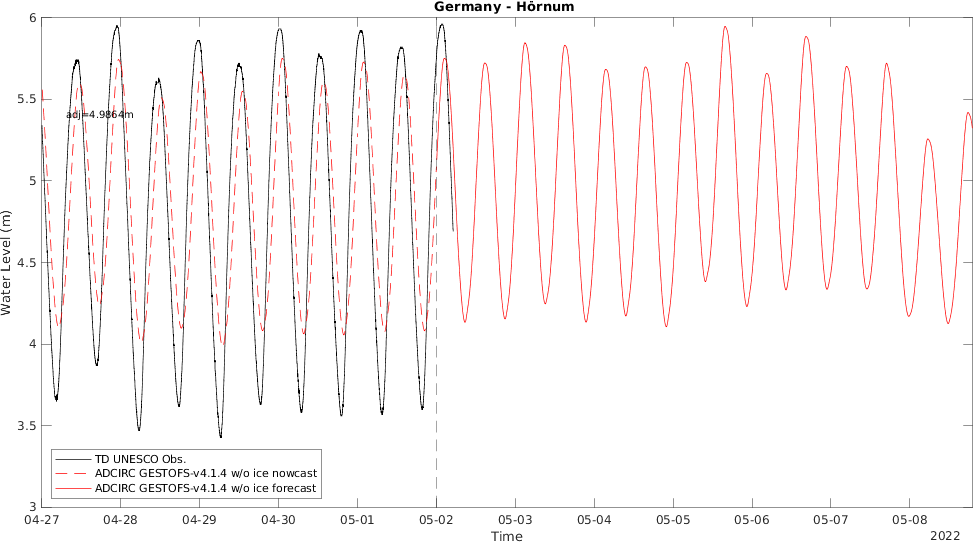 Germany - Hörnum
6
5.5
5
4.5
4
3.5
3
Water Level (m)
adj=4.9864m
TD UNESCO Obs.
ADCIRC GESTOFS-v4.1.4 w/o ice nowcast
ADCIRC GESTOFS-v4.1.4 w/o ice forecast
04-27 04-28 04-29 04-30 05-01 05-02 05-03 05-04 05-05 05-06 05-07 05-08
Time
2022